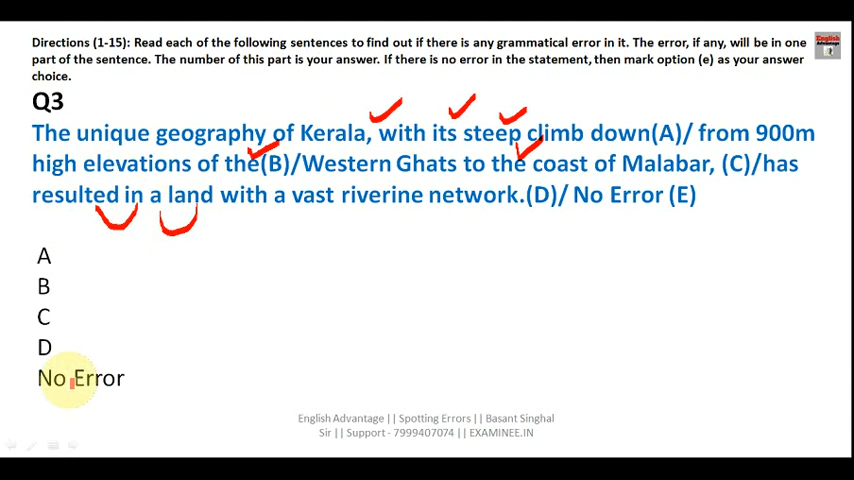 Directions (1-15): Read each of the following sentences to find out if there is any grammatical error in it. The error, if any, will be in one
part of the sentence. The number of this part is your answer. If there is no error in the statement, then mark option (e) as your answer
choice.
English
Advantage
Q3
The unique geography of Kerala, with its steep climb down(A)/ from 900m
high elevations of the(B)/Western Ghats to the coast of Malabar, (C)/has
resulted in a land with a vast riverine network.(D)/ No Error (E)
A
B
C
D
No Error
English Advantage || Spotting Errors || Basant Singhal
Sir || Support - 7999407074 || EXAMINEE.IN